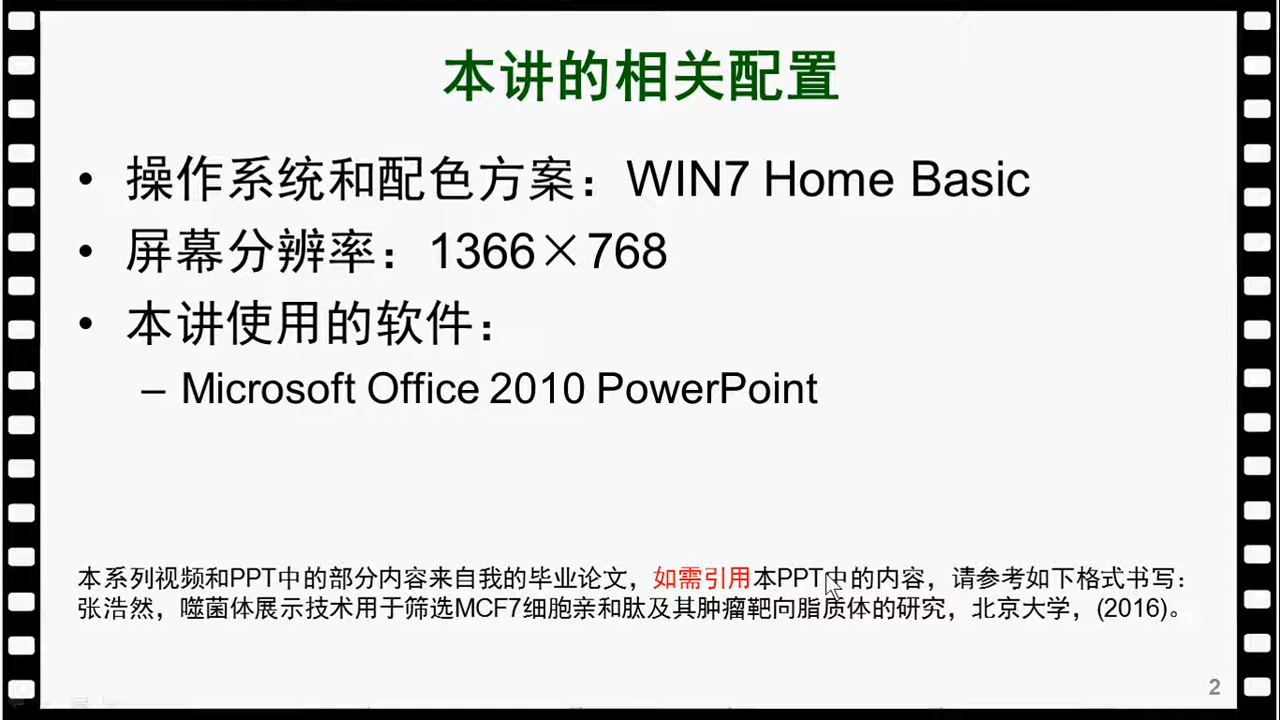 本讲的相关配置
• 操作系统和配色方案：WIN7 Home Basic
• 屏幕分辨率：1366×768
• 本讲使用的软件：
– Microsoft Office 2010 PowerPoint
本系列视频和PPT中的部分内容来自我的毕业论文，如需引用本PPT中的内容，请参考如下格式书写：
张浩然，噬菌体展示技术用于筛选MCF7细胞亲和肽及其肿瘤靶向脂质体的研究，北京大学，(2016)。
2